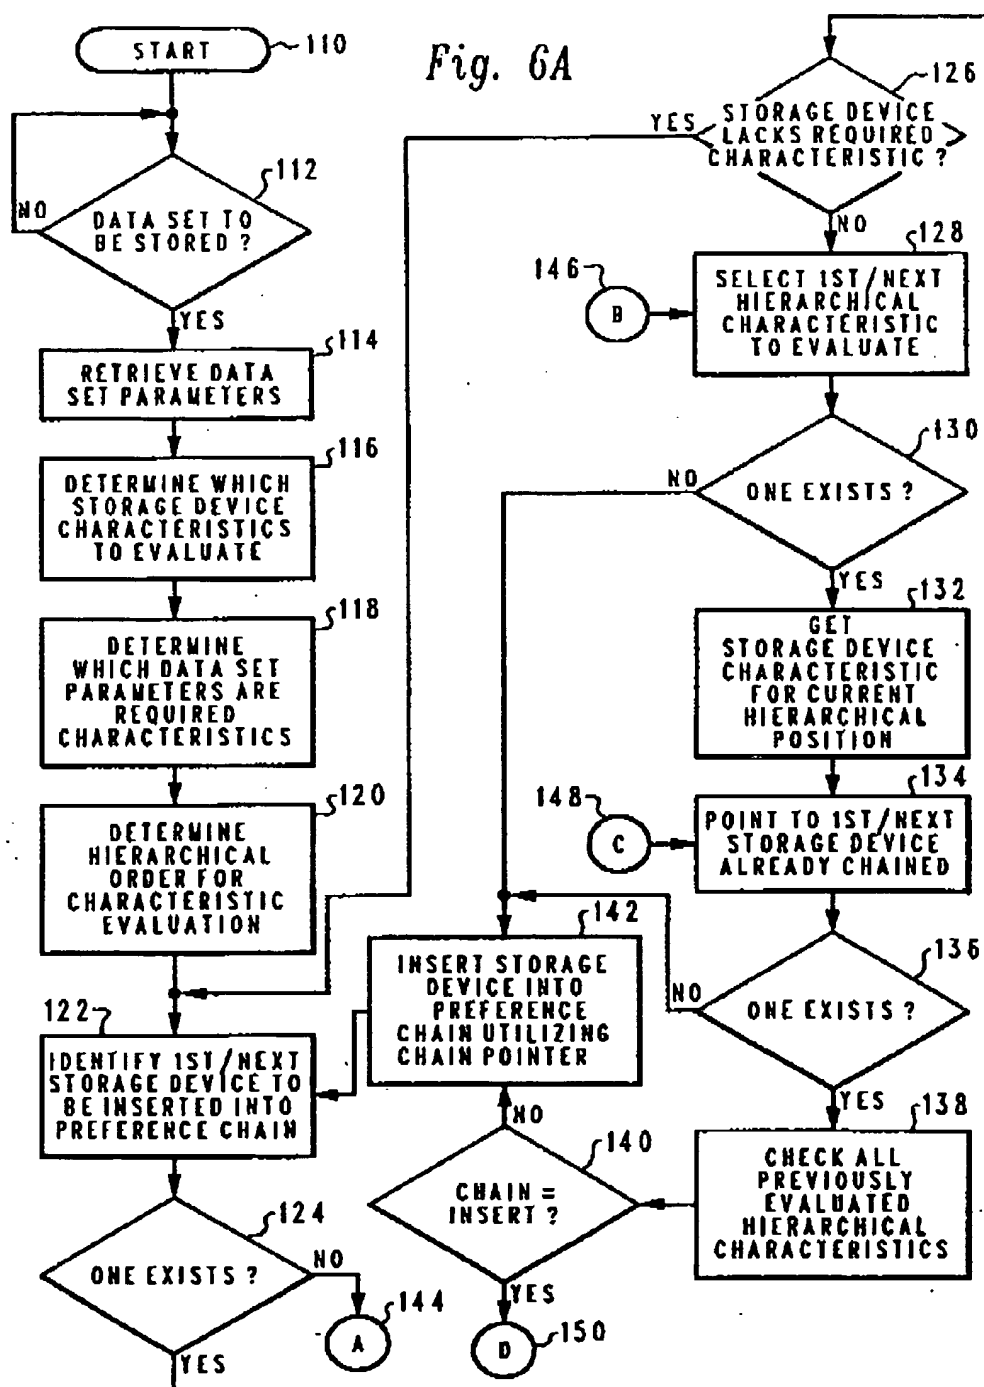 Fig. 6A
START
110
112
NO
DATA SET TO
BE STORED ?
YES
114
RETRIEVE DATA
SET PARAMETERS
116
DETERMINE WHICH
STORAGE DEVICE
CHARACTERISTICS
TO EVALUATE
118
DETERMINE
WHICH DATA SET
PARAMETERS ARE
REQUIRED
CHARACTERISTICS
120
DETERMINE
HIERARCHICAL
ORDER FOR
CHARACTERISTIC
EVALUATION
122
IDENTIFY 1ST/NEXT
STORAGE DEVICE TO
BE INSERTED INTO
PREFERENCE CHAIN
124
ONE EXISTS ?
NO
144
A
YES
126
YES
STORAGE DEVICE
LACKS REQUIRED
CHARACTERISTIC ?
NO
128
146
B
SELECT 1ST/NEXT
HIERARCHICAL
CHARACTERISTIC
TO EVALUATE
130
NO
ONE EXISTS ?
YES
132
GET
STORAGE DEVICE
CHARACTERISTIC
FOR CURRENT
HIERARCHICAL
POSITION
134
148
C
POINT TO 1ST/NEXT
STORAGE DEVICE
ALREADY CHAINED
136
NO
ONE EXISTS ?
YES
138
CHECK ALL
PREVIOUSLY
EVALUATED
HIERARCHICAL
CHARACTERISTICS
142
INSERT STORAGE
DEVICE INTO
PREFERENCE
CHAIN UTILIZING
CHAIN POINTER
NO
140
CHAIN =
INSERT ?
YES
D
150